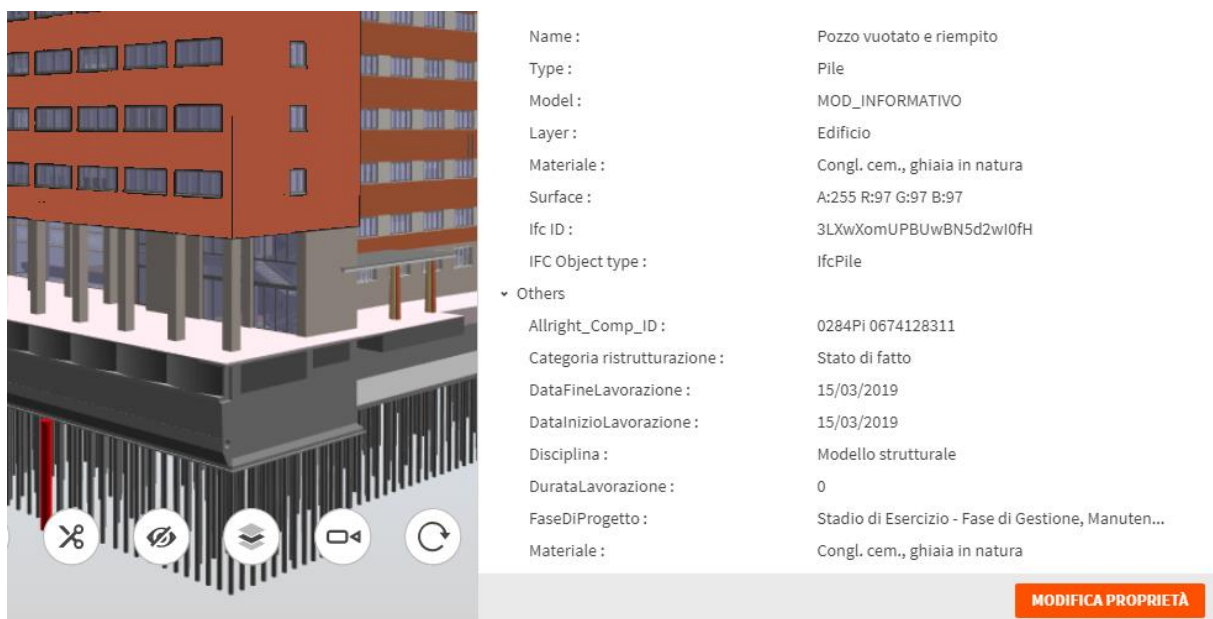 Name : Pozzo vuotato e riempito
Type : Pile
Model : MOD_INFORMATIVO
Layer : Edificio
Materiale : Congl. cem., ghiaia in natura
Surface : A:255 R:97 G:97 B:97
Ifc ID : 3LXwXomUPBUwBN5d2wI0fH
IFC Object type : IfcPile
Others
Allright_Comp_ID : 0284Pi 0674128311
Categoria ristrutturazione : Stato di fatto
DataFineLavorazione : 15/03/2019
DataInizioLavorazione : 15/03/2019
Disciplina : Modello strutturale
DurataLavorazione : 0
FaseDiProgetto : Stadio di Esercizio - Fase di Gestione, Manuten...
Materiale : Congl. cem., ghiaia in natura
MODIFICA PROPRIETÀ